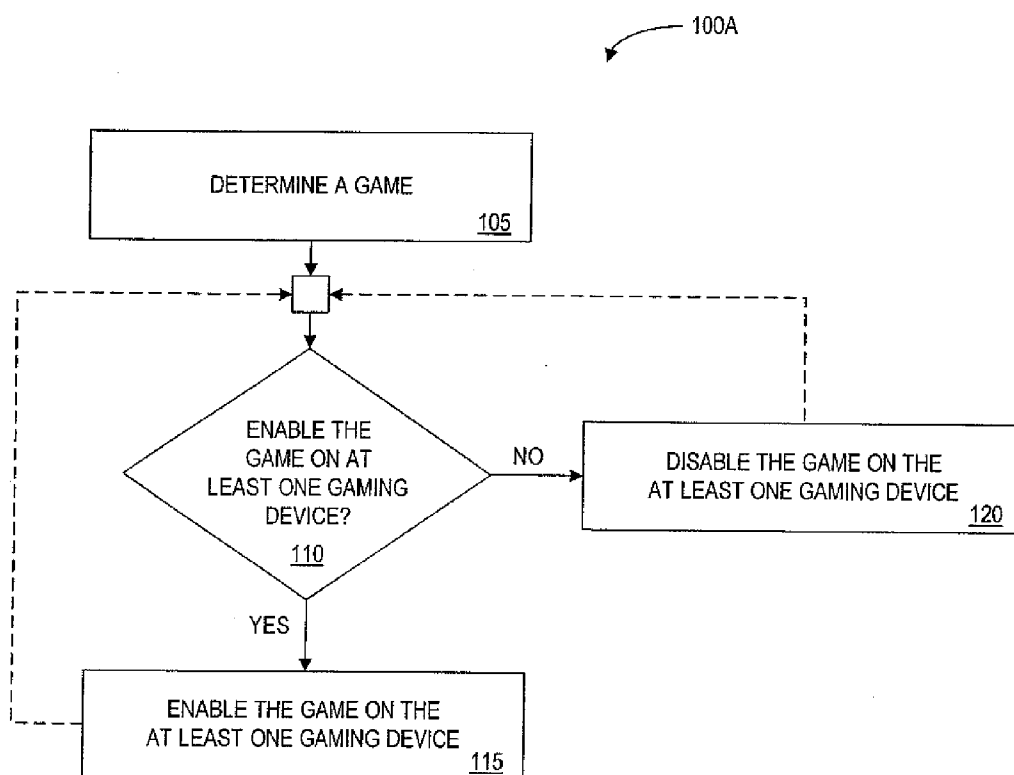 100A
DETERMINE A GAME
105
ENABLE THE
GAME ON AT
LEAST ONE GAMING
DEVICE?
110
NO
DISABLE THE GAME ON THE
AT LEAST ONE GAMING DEVICE
120
YES
ENABLE THE GAME ON THE
AT LEAST ONE GAMING DEVICE
115